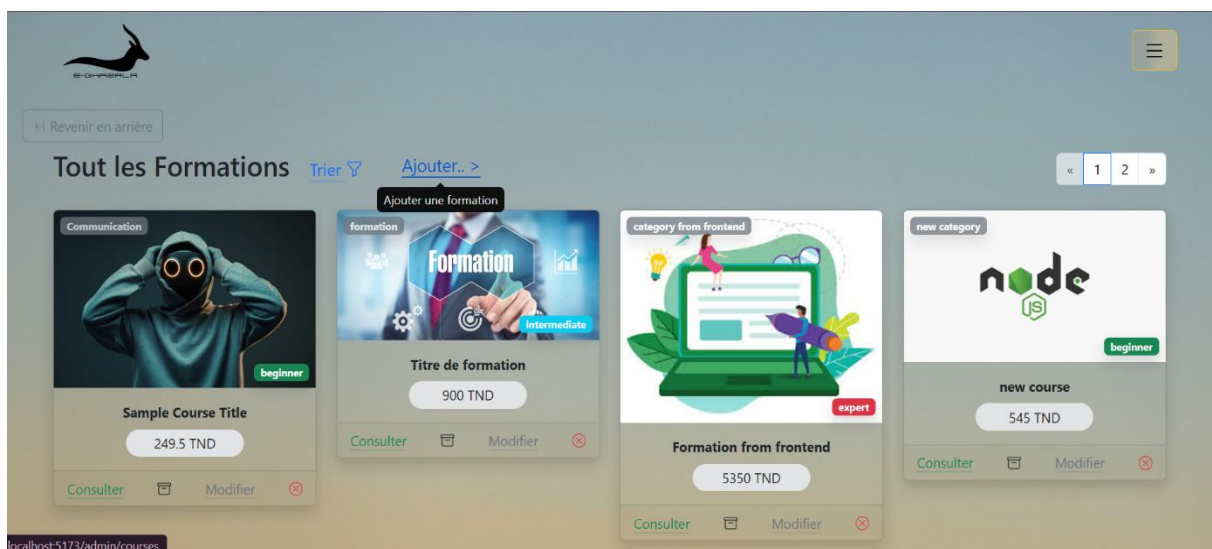 E-GHAZALA
Revenir en arrière
Tout les Formations Trier Ajouter.. >
« 1 2 »
Ajouter une formation
Communication
beginner
Sample Course Title
249.5 TND
Consulter Modifier
formation
Formation
intermediate
Titre de formation
900 TND
Consulter Modifier
category from frontend
expert
Formation from frontend
5350 TND
Consulter Modifier
new category
node
JS
beginner
new course
545 TND
Consulter Modifier
localhost:5173/admin/courses